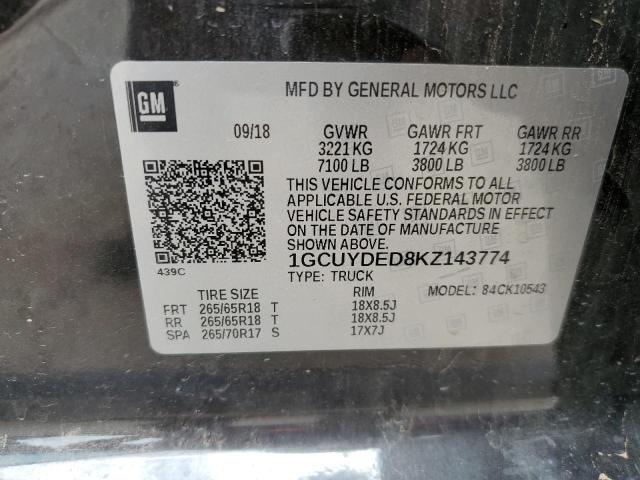 GM
MFD BY GENERAL MOTORS LLC
09/18 GVWR GAWR FRT GAWR RR
3221 KG 1724 KG 1724 KG
7100 LB 3800 LB 3800 LB
THIS VEHICLE CONFORMS TO ALL
APPLICABLE U.S. FEDERAL MOTOR
VEHICLE SAFETY STANDARDS IN EFFECT
ON THE DATE OF MANUFACTURE
SHOWN ABOVE.
1GCUYDED8KZ143774
439C
TYPE: TRUCK
TIRE SIZE RIM MODEL: 84CK10543
FRT 265/65R18 T 18X8.5J
RR 265/65R18 T 18X8.5J
SPA 265/70R17 S 17X7J